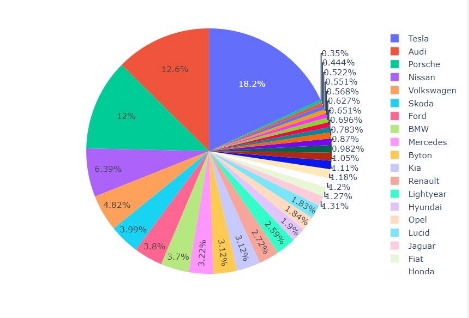 0.35%
0.444%
0.522%
0.551%
0.568%
0.627%
0.651%
0.696%
0.783%
0.87%
0.982%
1.05%
1.11%
1.18%
1.2%
1.27%
1.31%
18.2%
12.6%
12%
6.39%
4.82%
3.99%
3.8%
3.7%
3.22%
3.12%
3.12%
2.72%
2.59%
1.9%
1.84%
1.83%
Tesla
Audi
Porsche
Nissan
Volkswagen
Skoda
Ford
BMW
Mercedes
Byton
Kia
Renault
Lightyear
Hyundai
Opel
Lucid
Jaguar
Fiat
Honda